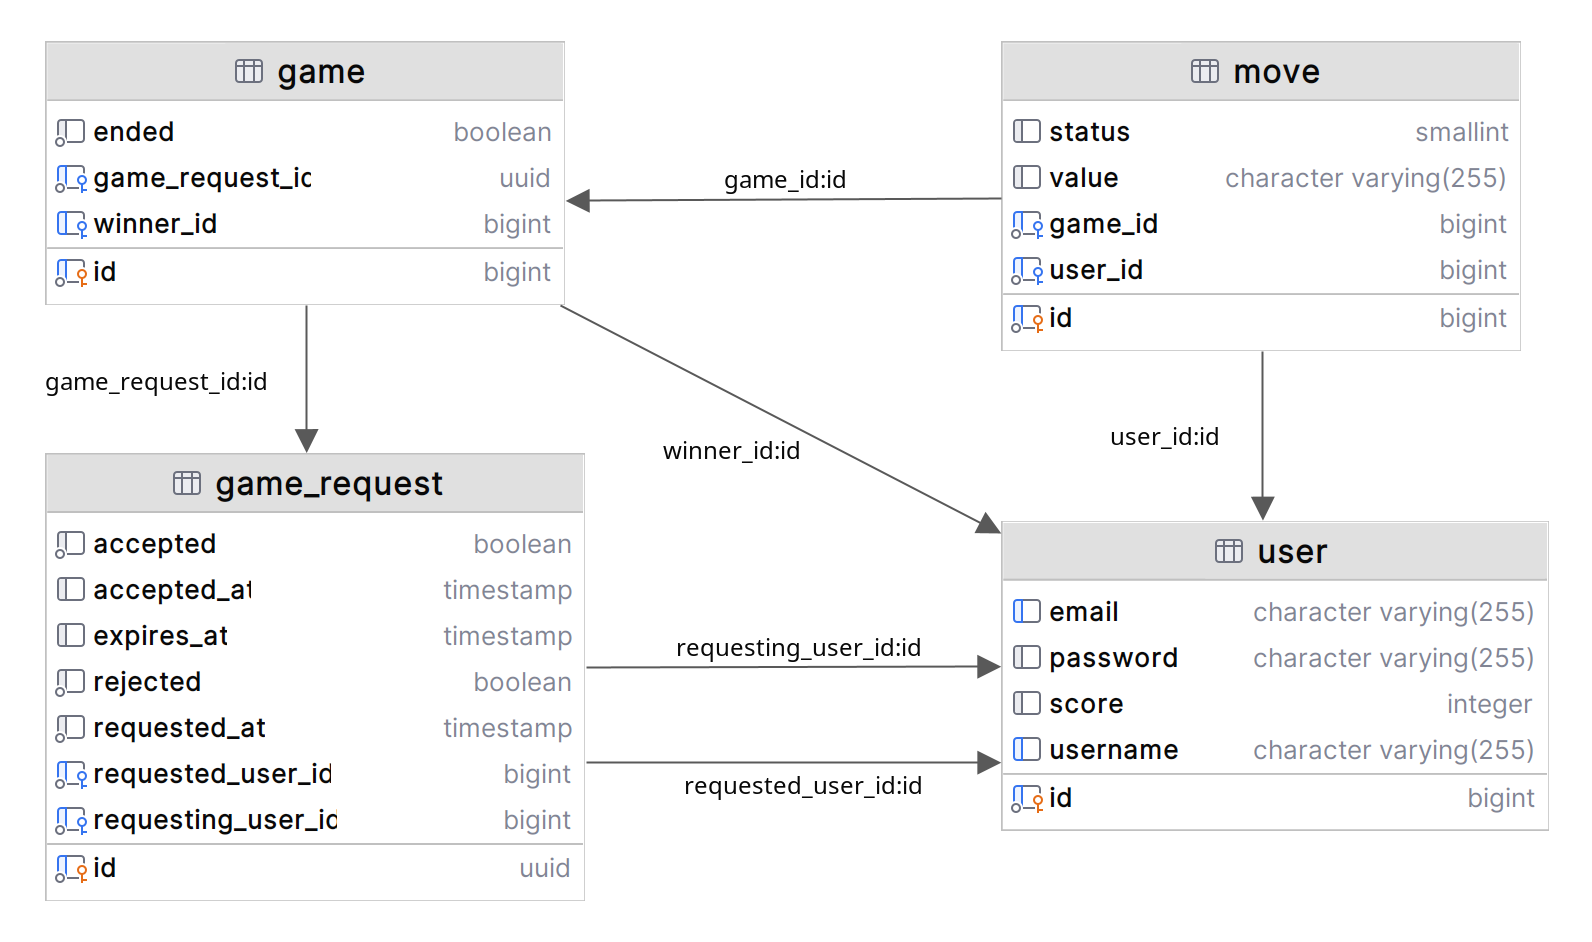 game
ended boolean
game_request_ic uuid
winner_id bigint
id bigint
move
status smallint
value character varying(255)
game_id bigint
user_id bigint
id bigint
game_id:id
game_request_id:id
winner_id:id
user_id:id
game_request
accepted boolean
accepted_at timestamp
expires_at timestamp
rejected boolean
requested_at timestamp
requested_user_id bigint
requesting_user_id bigint
id uuid
requesting_user_id:id
requested_user_id:id
user
email character varying(255)
password character varying(255)
score integer
username character varying(255)
id bigint